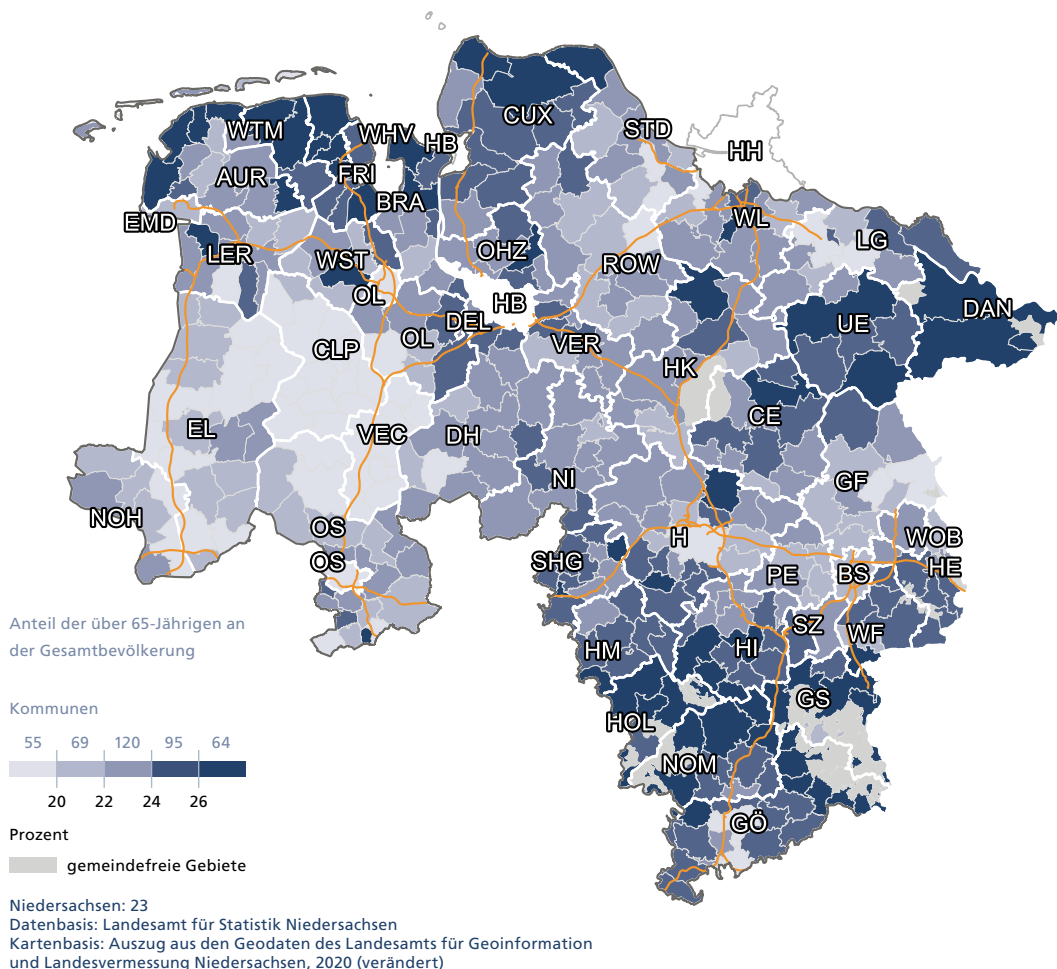 CUX
WTM
WHV
HB
STD
HH
AUR
FRI
BRA
EMD
WL
LER
WST
OHZ
ROW
LG
OL
HB
DAN
CLP
OL
DEL
VER
UE
HK
CE
EL
VEC
DH
NI
GF
NOH
OS
H
WOB
OS
SHG
PE
BS
HE
SZ
WF
HM
HI
GS
HOL
NOM
GÖ
Anteil der über 65-Jährigen an
der Gesamtbevölkerung
Kommunen
55 69 120 95 64
20 22 24 26
Prozent
gemeindefreie Gebiete
Niedersachsen: 23
Datenbasis: Landesamt für Statistik Niedersachsen
Kartenbasis: Auszug aus den Geodaten des Landesamts für Geoinformation
und Landesvermessung Niedersachsen, 2020 (verändert)